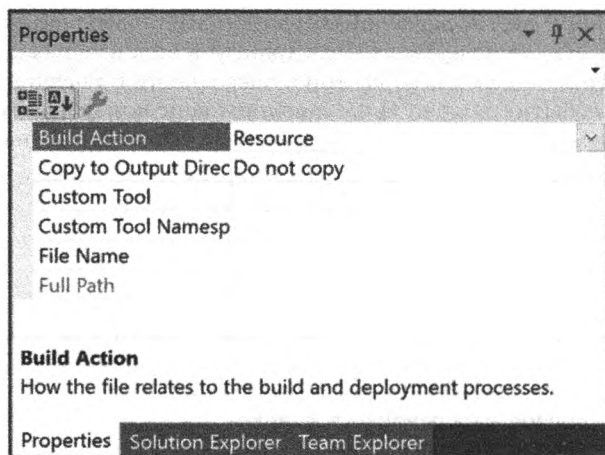 Properties
Build Action Resource
Copy to Output Direc Do not copy
Custom Tool
Custom Tool Namesp
File Name
Full Path
Build Action
How the file relates to the build and deployment processes.
Properties Solution Explorer Team Explorer